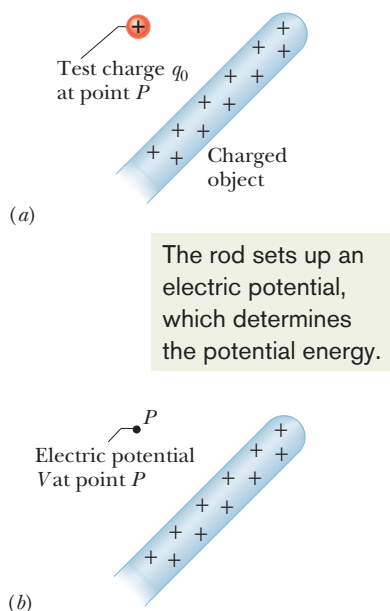 +
Test charge q₀
at point P
+ +
+ +
+ +
+ +
+ +
Charged
object
(a)
The rod sets up an
electric potential,
which determines
the potential energy.
P
Electric potential
V at point P
+ +
+ +
+ +
+ +
+ +
(b)